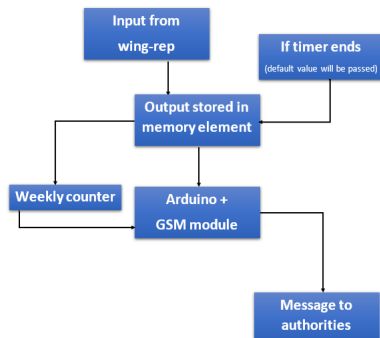 Input from
wing-rep
If timer ends
(default value will be passed)
Output stored in
memory element
Weekly counter
Arduino +
GSM module
Message to
authorities